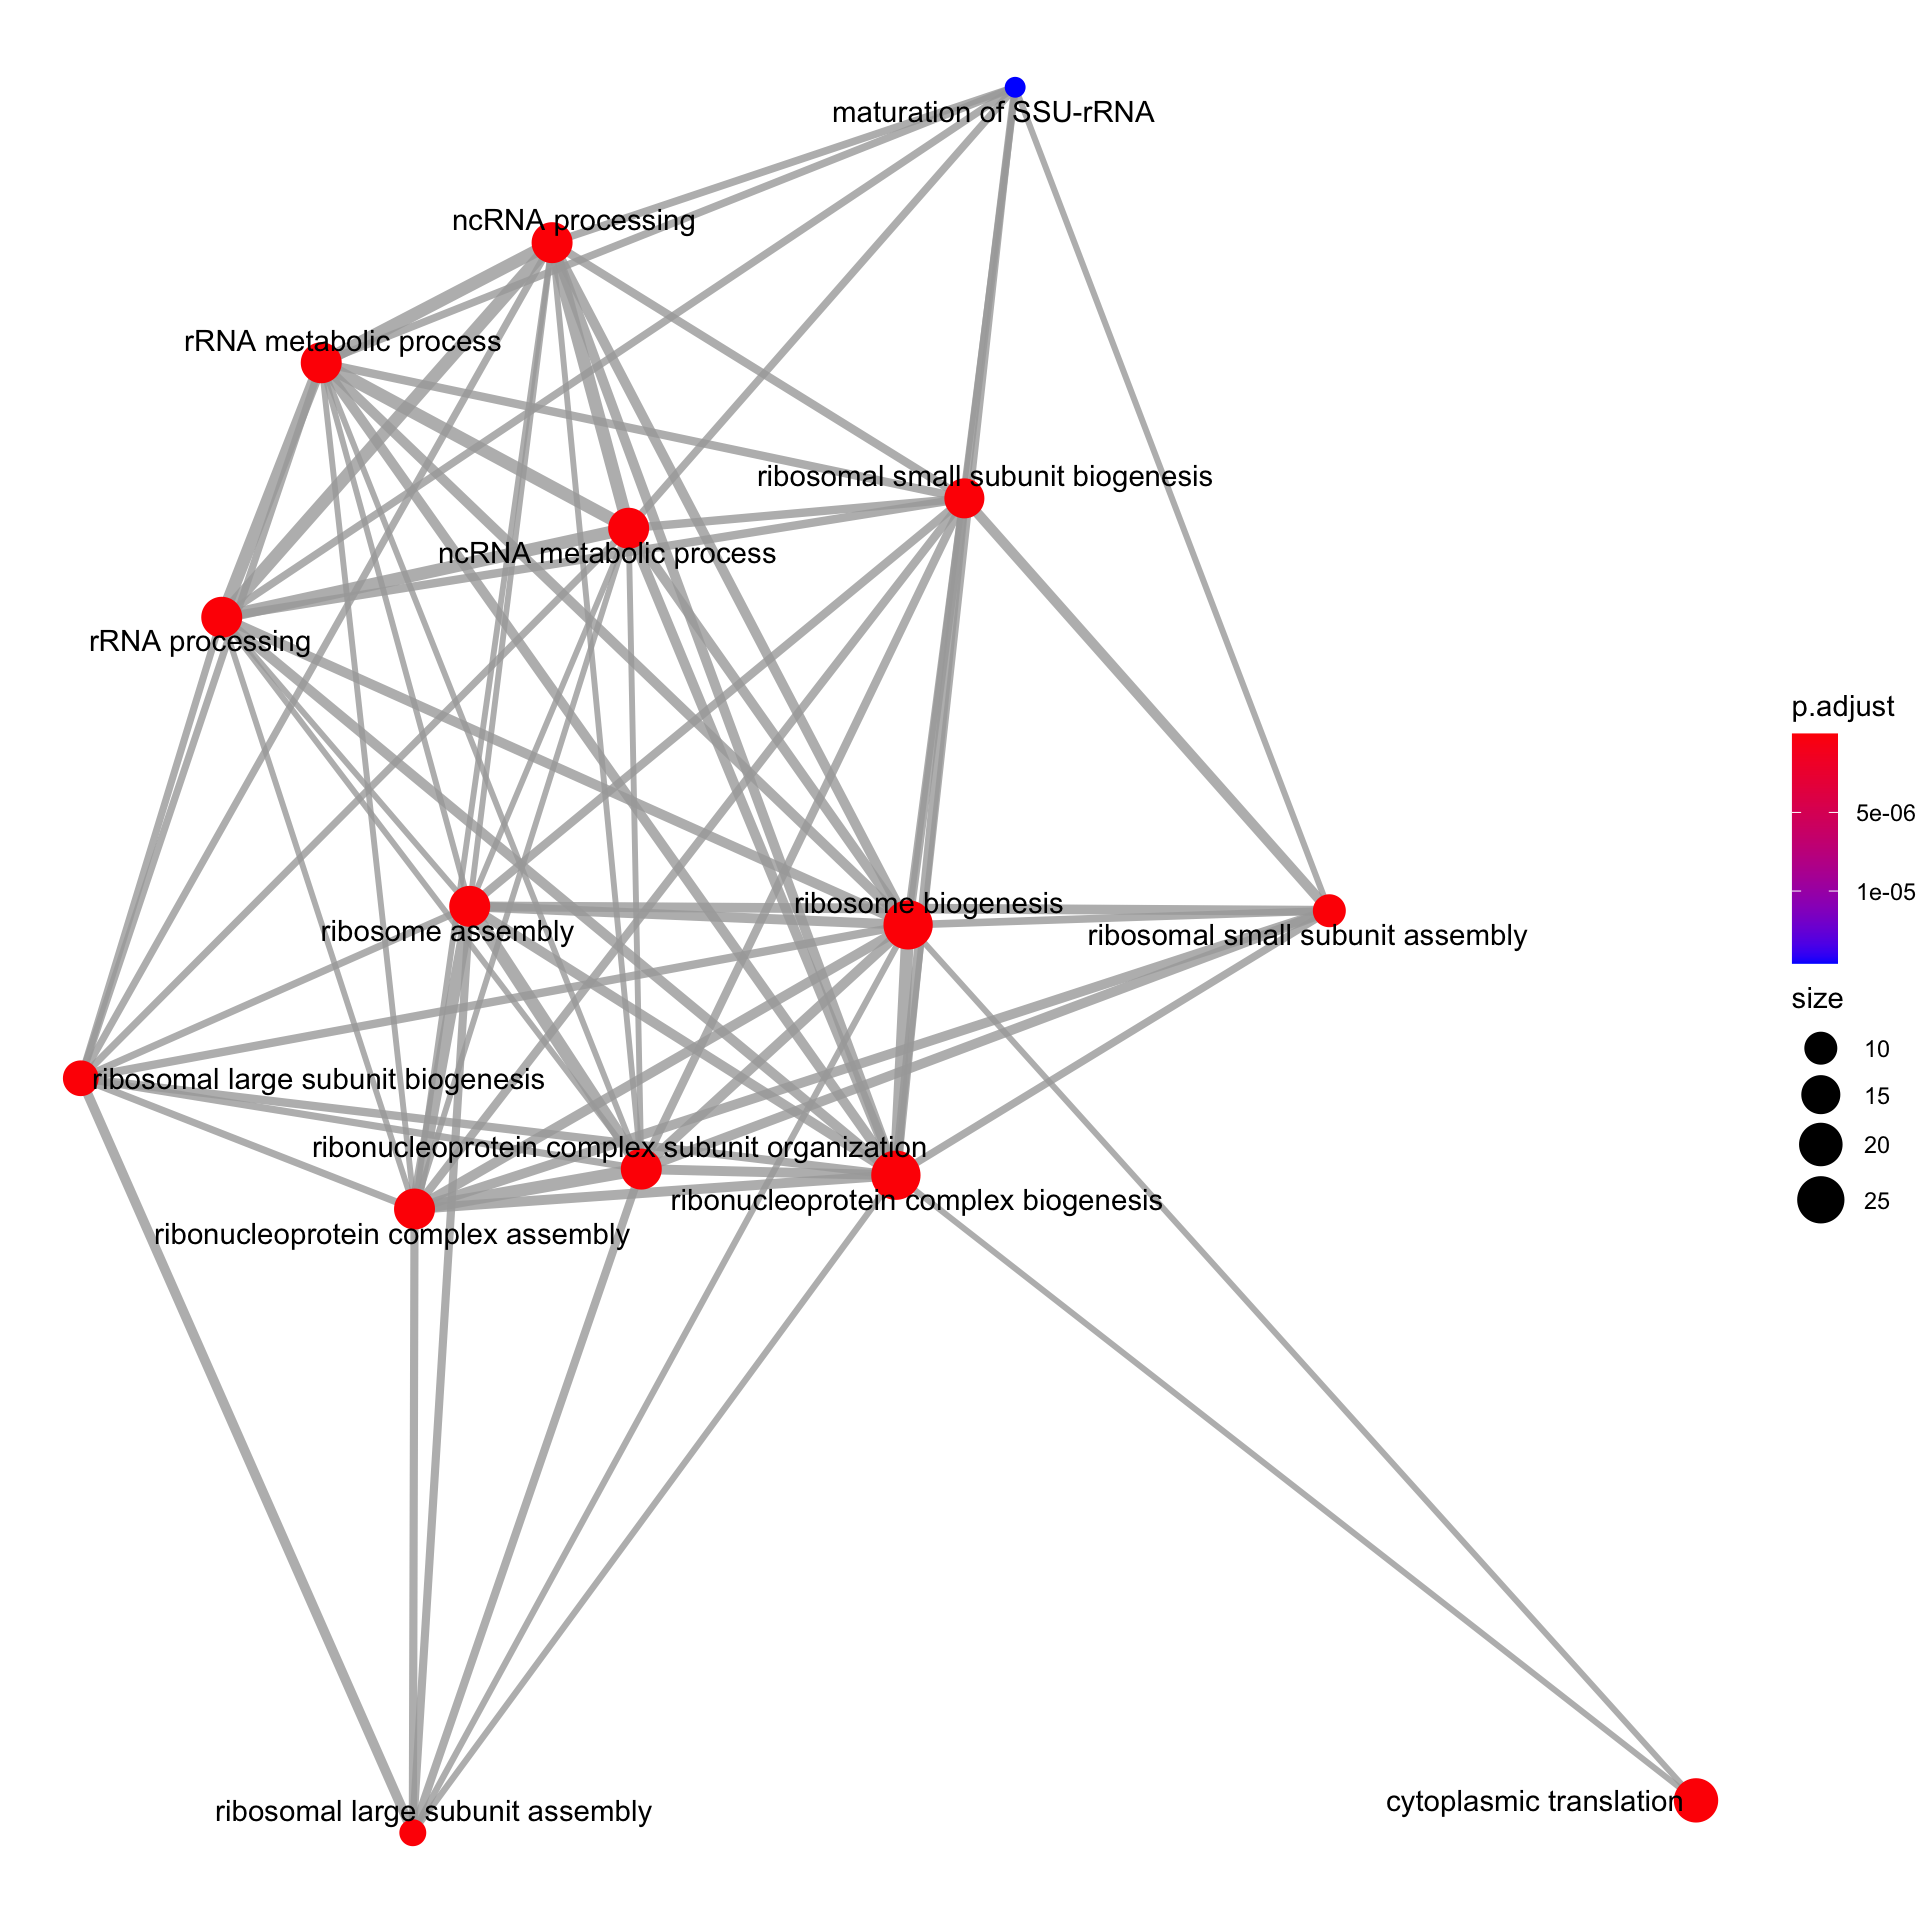 maturation of SSU-rRNA
ncRNA processing
rRNA metabolic process
ribosomal small subunit biogenesis
ncRNA metabolic process
rRNA processing
p.adjust
5e-06
1e-05
ribosome biogenesis
ribosome assembly
ribosomal small subunit assembly
size
10
15
20
25
ribosomal large subunit biogenesis
ribonucleoprotein complex subunit organization
ribonucleoprotein complex biogenesis
ribonucleoprotein complex assembly
cytoplasmic translation
ribosomal large subunit assembly